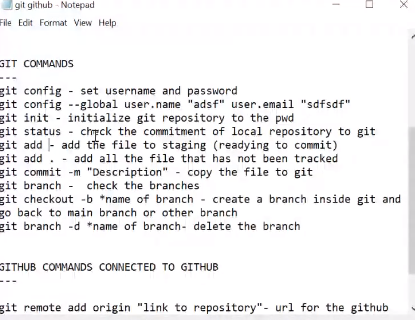 git github - Notepad
File Edit Format View Help
GIT COMMANDS
---
git config - set username and password
git config --global user.name "adsf" user.email "sdfsdf"
git init - initialize git repository to the pwd
git status - check the commitment of local repository to git
git add - add the file to staging (readying to commit)
git add . - add all the file that has not been tracked
git commit -m "Description" - copy the file to git
git branch -  check the branches
git checkout -b *name of branch - create a branch inside git and
go back to main branch or other branch
git branch -d *name of branch- delete the branch
GITHUB COMMANDS CONNECTED TO GITHUB
---
git remote add origin "link to repository"- url for the github